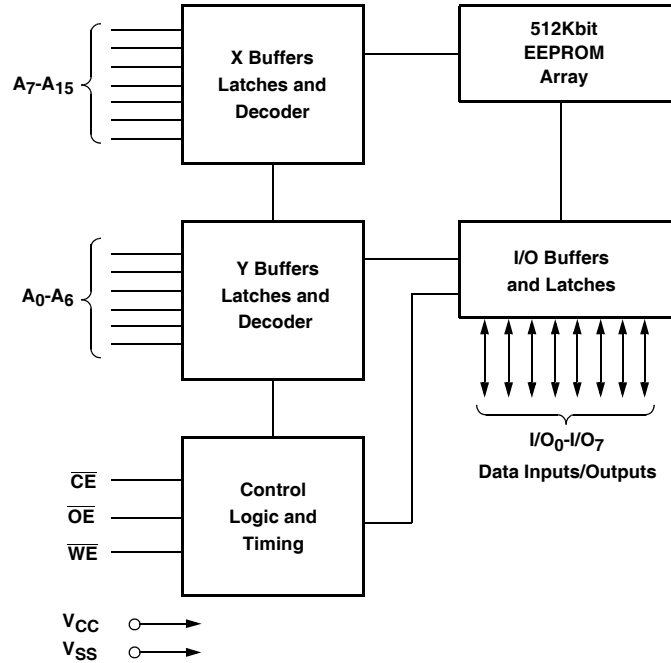 X Buffers
Latches and
Decoder
512Kbit
EEPROM
Array
A7-A15
Y Buffers
Latches and
Decoder
I/O Buffers
and Latches
A0-A6
I/O0-I/O7
Data Inputs/Outputs
CE
OE
WE
Control
Logic and
Timing
VCC
VSS